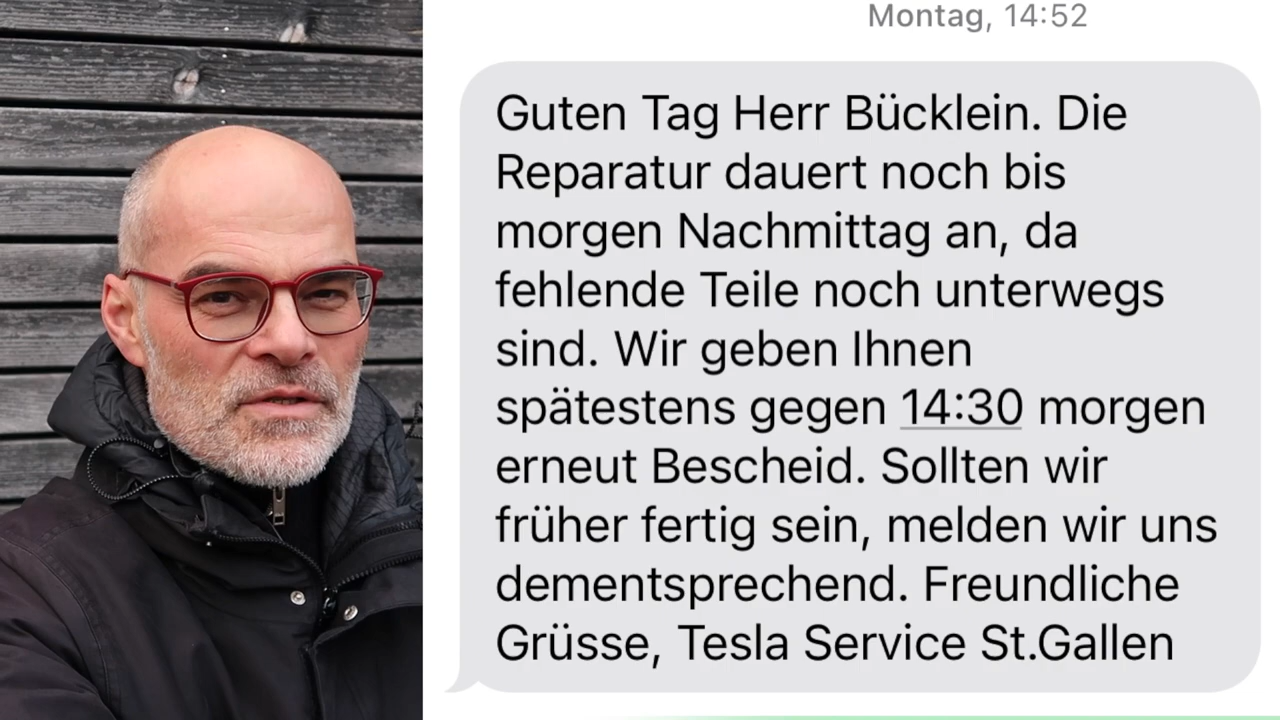 Montag, 14:52
Guten Tag Herr Bücklein. Die
Reparatur dauert noch bis
morgen Nachmittag an, da
fehlende Teile noch unterwegs
sind. Wir geben Ihnen
spätestens gegen 14:30 morgen
erneut Bescheid. Sollten wir
früher fertig sein, melden wir uns
dementsprechend. Freundliche
Grüsse, Tesla Service St.Gallen